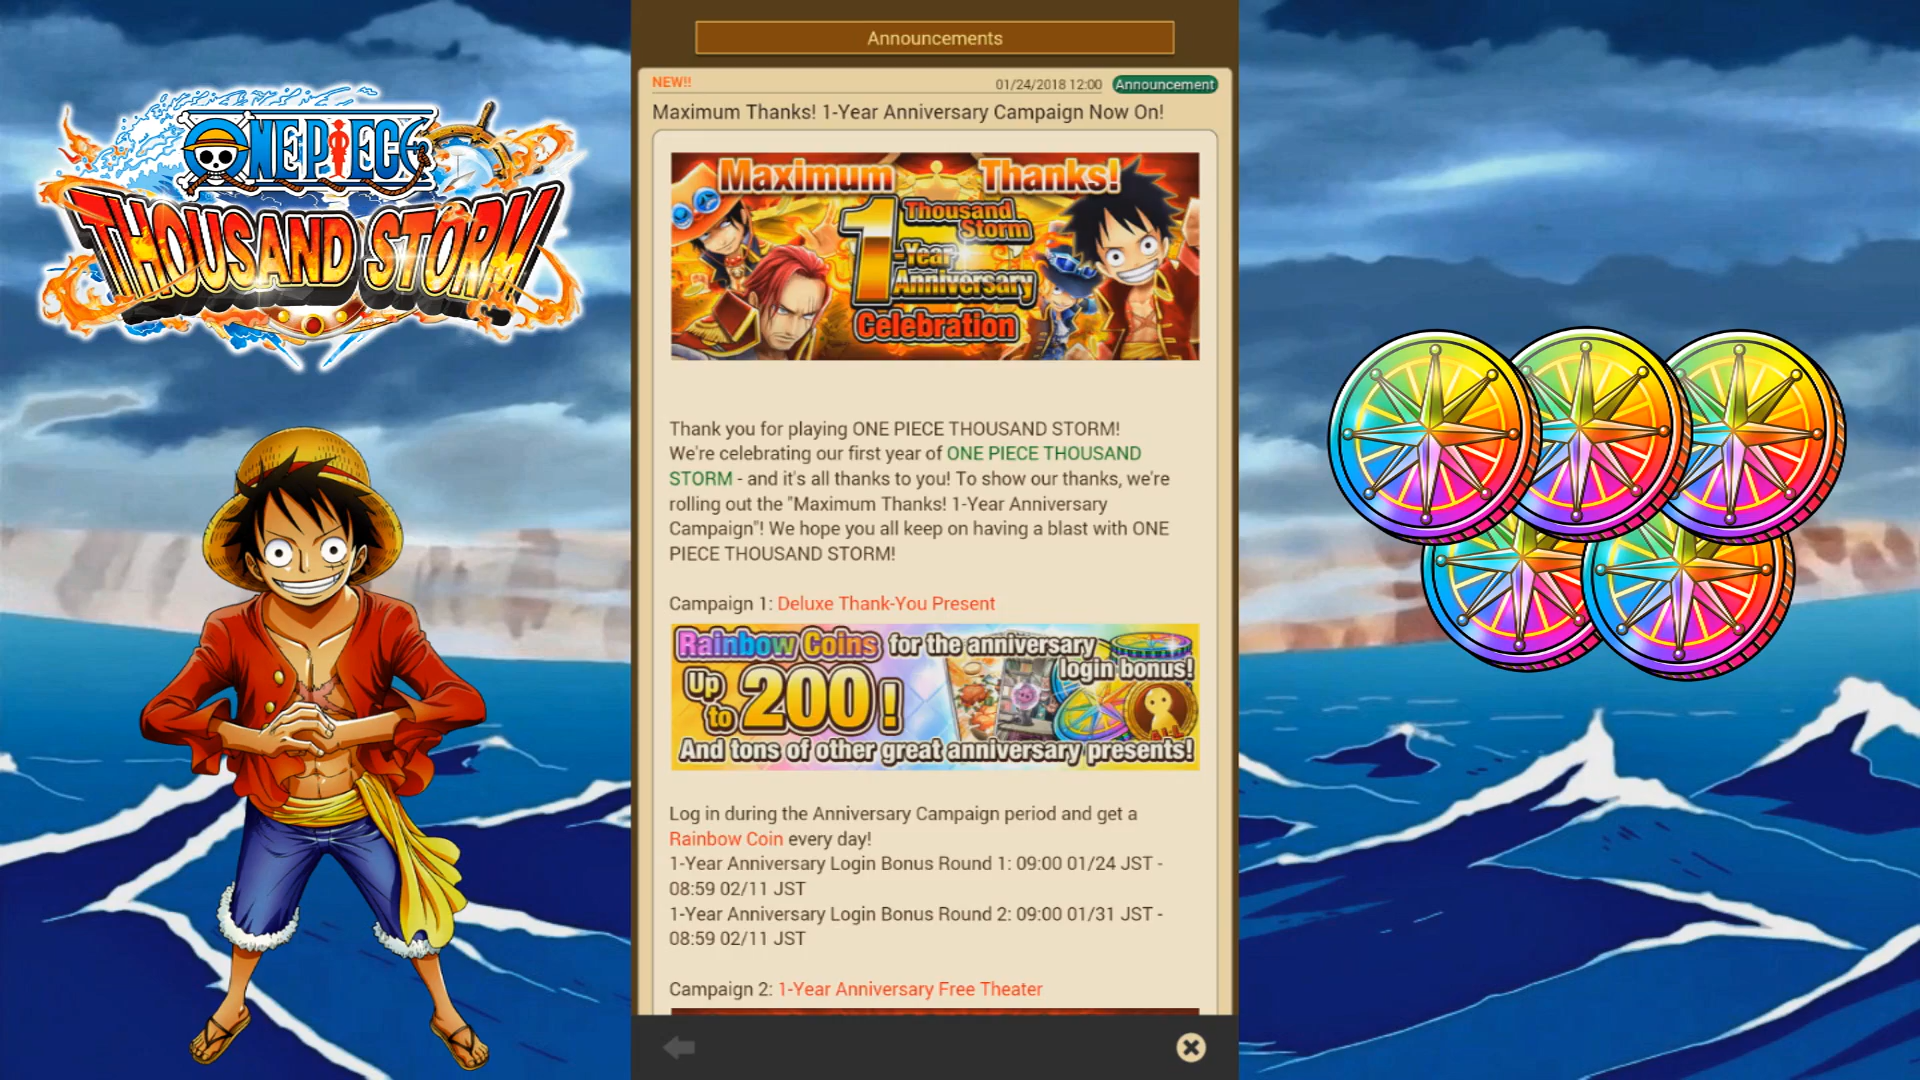 ONE PIECE
THOUSAND STORM
Announcements
NEW!!
01/24/2018 12:00 Announcement
Maximum Thanks! 1-Year Anniversary Campaign Now On!
Maximum Thanks!
Thousand
Storm
1-Year
Anniversary
Celebration
Thank you for playing ONE PIECE THOUSAND STORM!
We're celebrating our first year of ONE PIECE THOUSAND
STORM - and it's all thanks to you! To show our thanks, we're
rolling out the "Maximum Thanks! 1-Year Anniversary
Campaign"! We hope you all keep on having a blast with ONE
PIECE THOUSAND STORM!
Campaign 1: Deluxe Thank-You Present
Rainbow Coins for the anniversary
login bonus!
Up to 200!
ALL
And tons of other great anniversary presents!
Log in during the Anniversary Campaign period and get a
Rainbow Coin every day!
1-Year Anniversary Login Bonus Round 1: 09:00 01/24 JST -
08:59 02/11 JST
1-Year Anniversary Login Bonus Round 2: 09:00 01/31 JST -
08:59 02/11 JST
Campaign 2: 1-Year Anniversary Free Theater